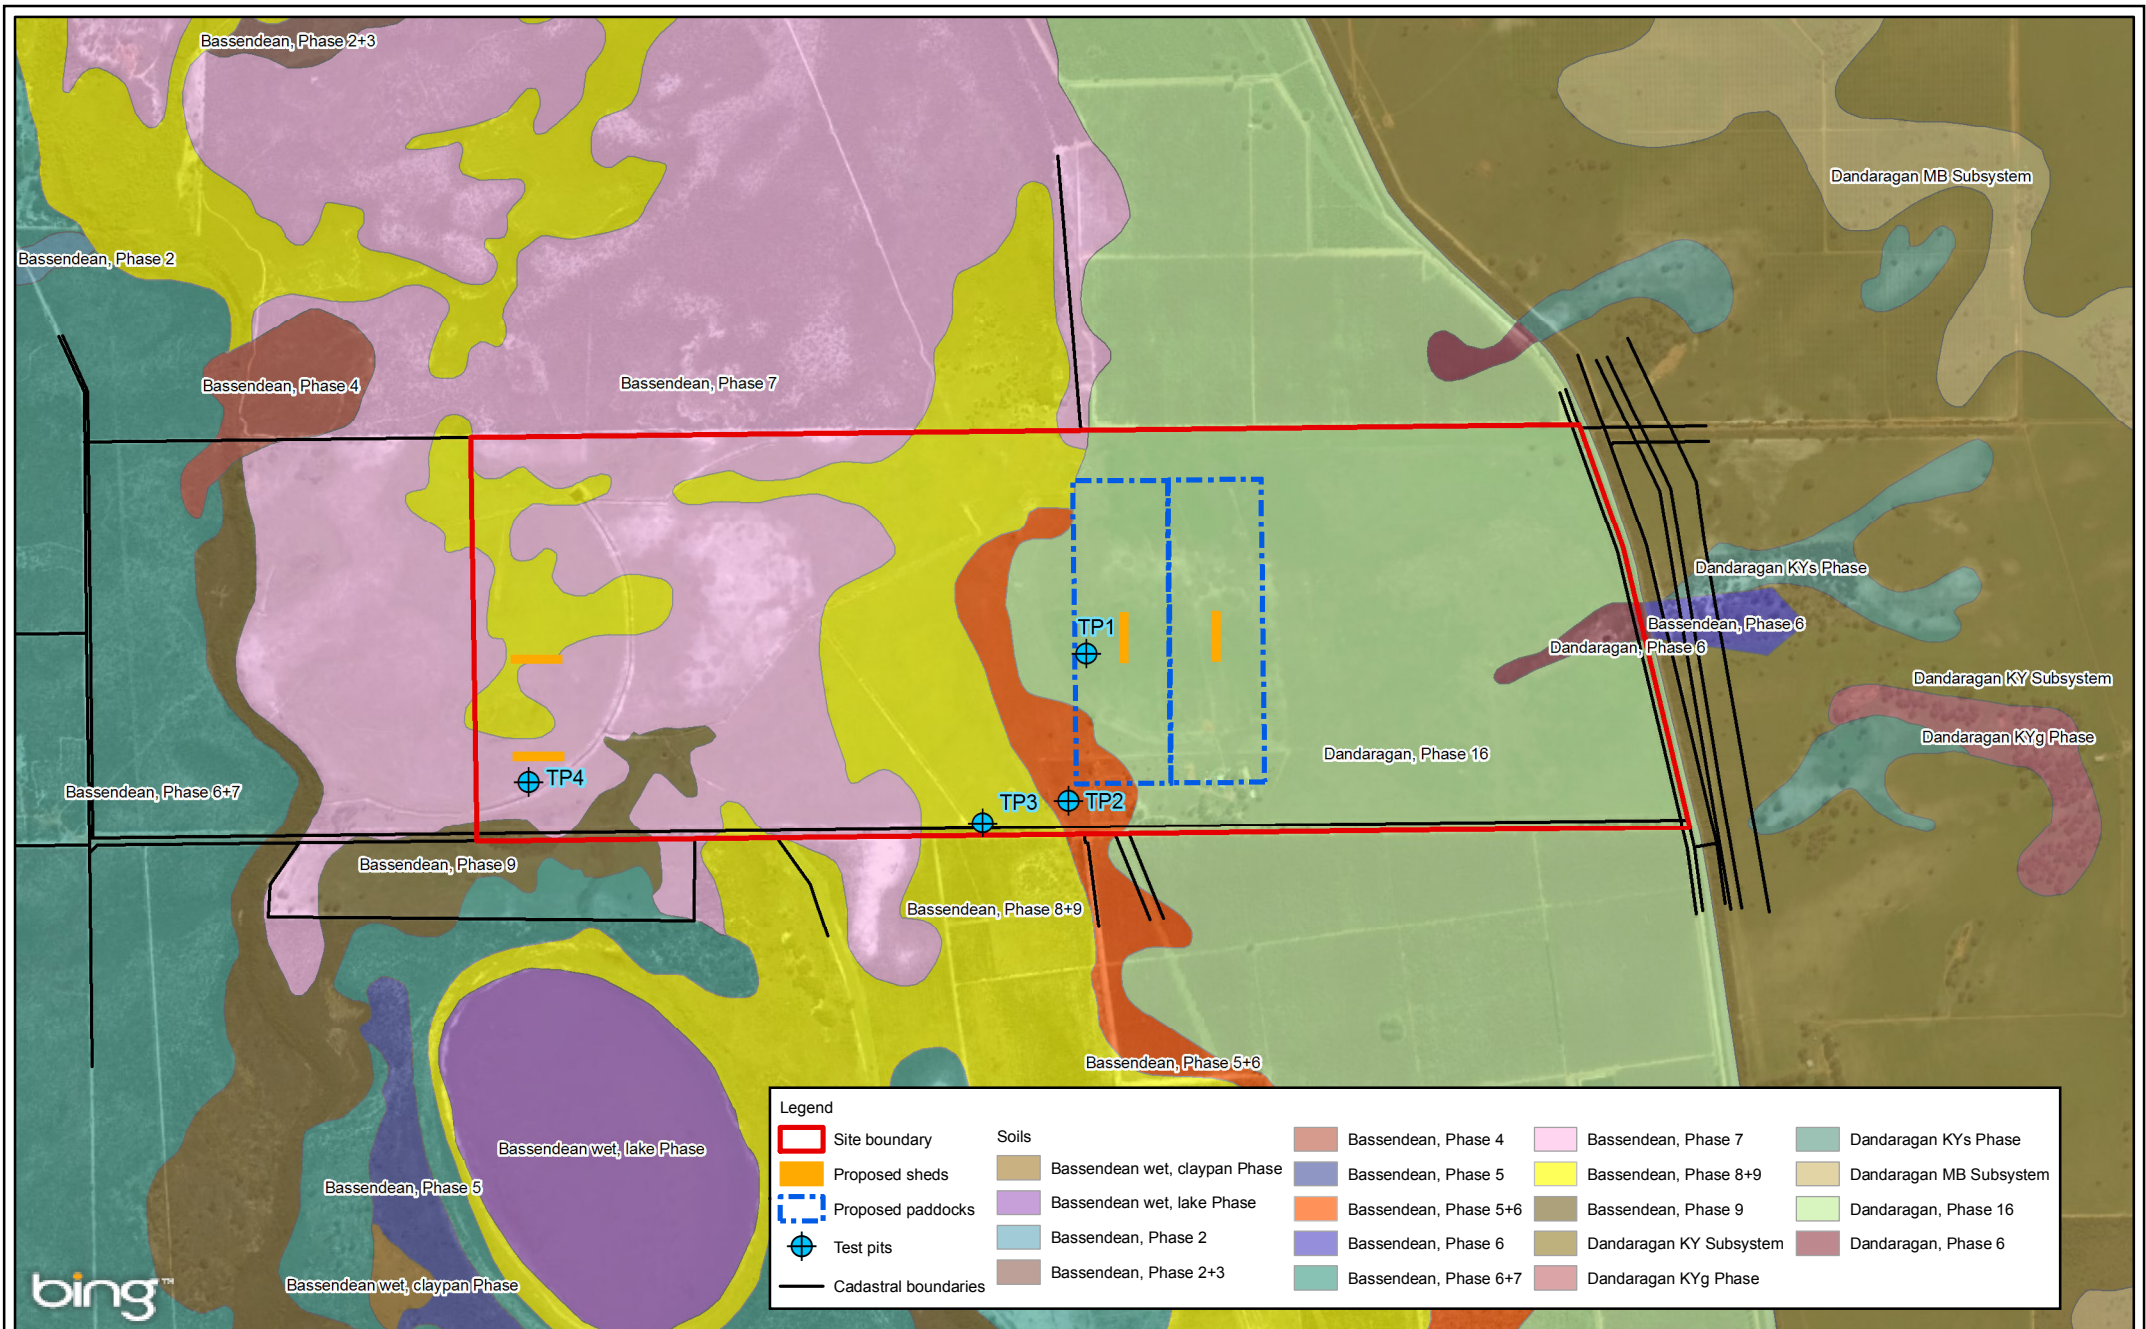 Bassendean, Phase 2+3
Dandaragan MB Subsystem
Bassendean, Phase 2
Bassendean, Phase 4
Bassendean, Phase 7
Dandaragan KYs Phase
Bassendean, Phase 6
TP1
Dandaragan, Phase 6
Dandaragan KY Subsystem
Dandaragan KYg Phase
Dandaragan, Phase 16
TP4
Bassendean, Phase 6+7
TP3
TP2
Bassendean, Phase 9
Bassendean, Phase 8+9
Bassendean, Phase 5+6
Bassendean wet, lake Phase
Bassendean, Phase 5
Bassendean wet, claypan Phase
bing™
Legend
Site boundary
Proposed sheds
Proposed paddocks
Test pits
Cadastral boundaries
Soils
Bassendean wet, claypan Phase
Bassendean wet, lake Phase
Bassendean, Phase 2
Bassendean, Phase 2+3
Bassendean, Phase 4
Bassendean, Phase 5
Bassendean, Phase 5+6
Bassendean, Phase 6
Bassendean, Phase 6+7
Bassendean, Phase 7
Bassendean, Phase 8+9
Bassendean, Phase 9
Dandaragan KY Subsystem
Dandaragan KYg Phase
Dandaragan KYs Phase
Dandaragan MB Subsystem
Dandaragan, Phase 16
Dandaragan, Phase 6